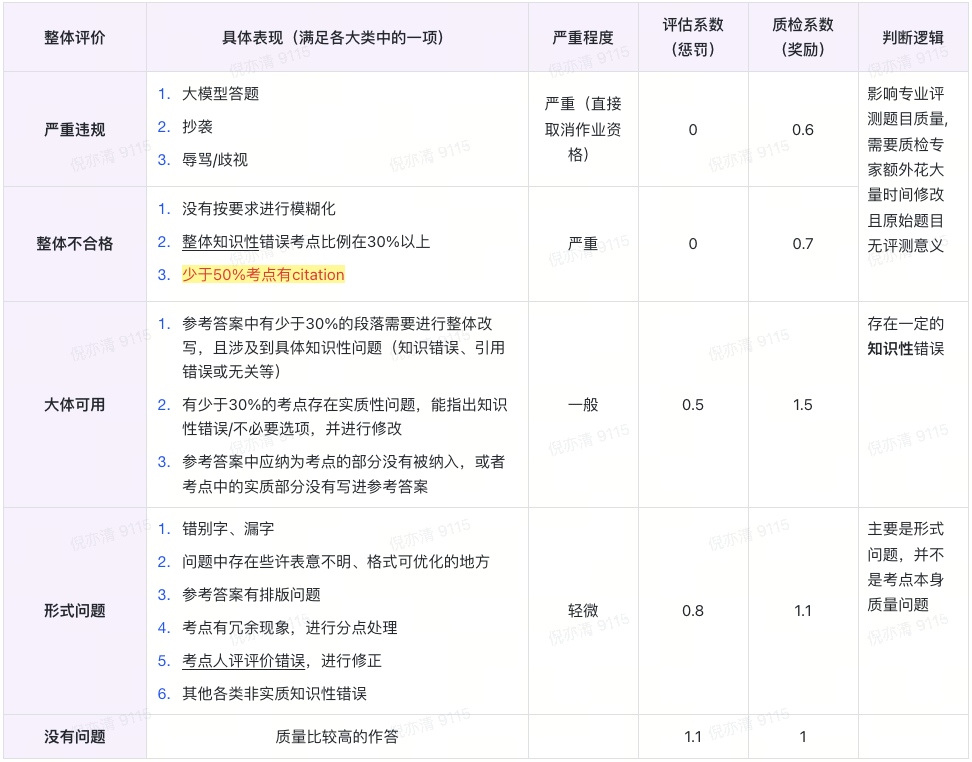 整体评价
具体表现（满足各大类中的一项）
严重程度
评估系数
（惩罚）
质检系数
（奖励）
判断逻辑
严重违规
1. 大模型答题
2. 抄袭
3. 辱骂/歧视
严重（直接
取消作业资
格）
0
0.6
影响专业评
测题目质量,
需要质检专
家额外花大
量时间修改
且原始题目
无评测意义
整体不合格
1. 没有按要求进行模糊化
2. 整体知识性错误考点比例在30%以上
3. 少于50%考点有citation
严重
0
0.7
大体可用
1. 参考答案中有少于30%的段落需要进行整体改
写，且涉及到具体知识性问题（知识错误、引用
错误或无关等）
2. 有少于30%的考点存在实质性问题，能指出知识
性错误/不必要选项，并进行修改
3. 参考答案中应纳为考点的部分没有被纳入，或者
考点中的实质部分没有写进参考答案
一般
0.5
1.5
存在一定的
知识性错误
形式问题
1. 错别字、漏字
2. 问题中存在些许表意不明、格式可优化的地方
3. 参考答案有排版问题
4. 考点有冗余现象，进行分点处理
5. 考点人评评价错误，进行修正
6. 其他各类非实质知识性错误
轻微
0.8
1.1
主要是形式
问题，并不
是考点本身
质量问题
没有问题
质量比较高的作答
1.1
1
倪亦清 9115